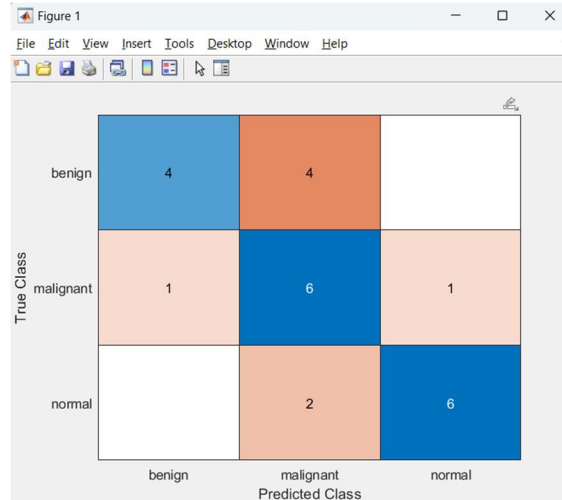 Figure 1
File Edit View Insert Tools Desktop Window Help
benign 4 4
True Class
malignant 1 6 1
normal 2 6
benign malignant normal
Predicted Class